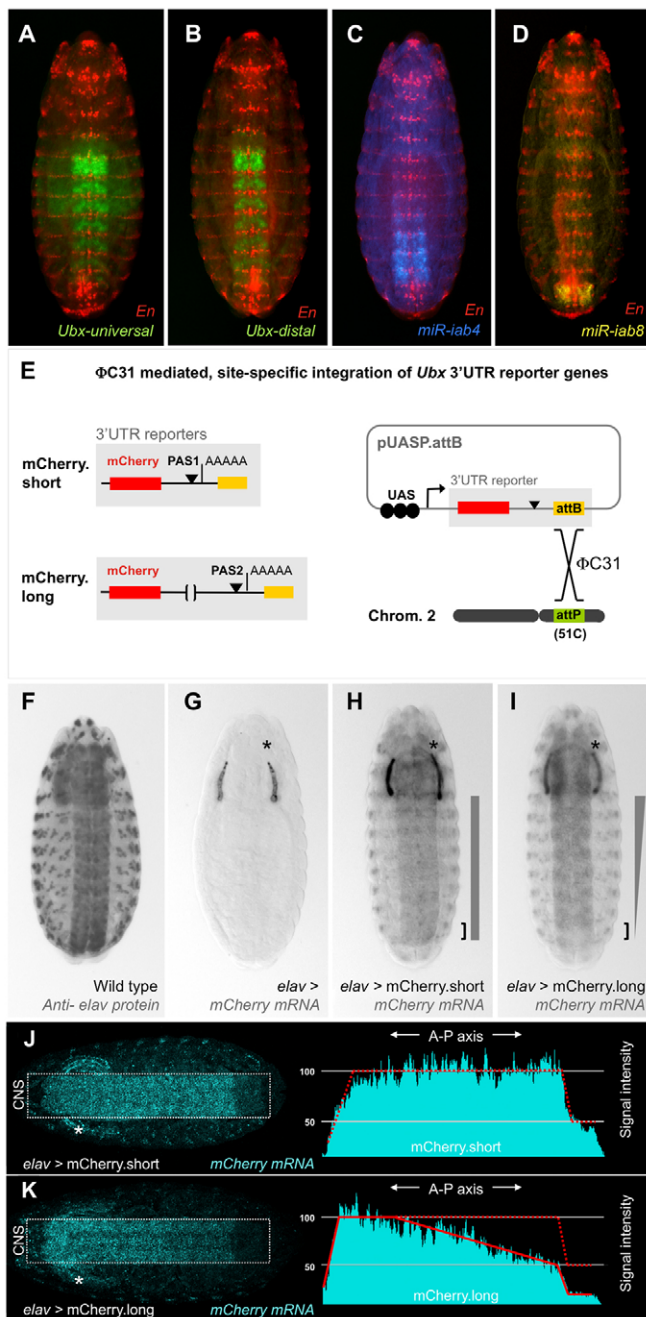 A
B
C
D
En
Ubx-universal
En
Ubx-distal
En
miR-iab4
En
miR-iab8
E
ΦC31 mediated, site-specific integration of Ubx 3'UTR reporter genes
3'UTR reporters
mCherry.
short
mCherry
PAS1
AAAAA
mCherry.
long
mCherry
PAS2
AAAAA
pUASP.attB
3'UTR reporter
UAS
attB
ΦC31
Chrom. 2
attP
(51C)
F
G
H
I
*
*
*
]
]
Wild type
Anti- elav protein
elav >
mCherry mRNA
elav > mCherry.short
mCherry mRNA
elav > mCherry.long
mCherry mRNA
J
CNS
*
elav > mCherry.short
mCherry mRNA
A-P axis
100
50
mCherry.short
Signal intensity
K
CNS
*
elav > mCherry.long
mCherry mRNA
A-P axis
100
50
mCherry.long
Signal intensity